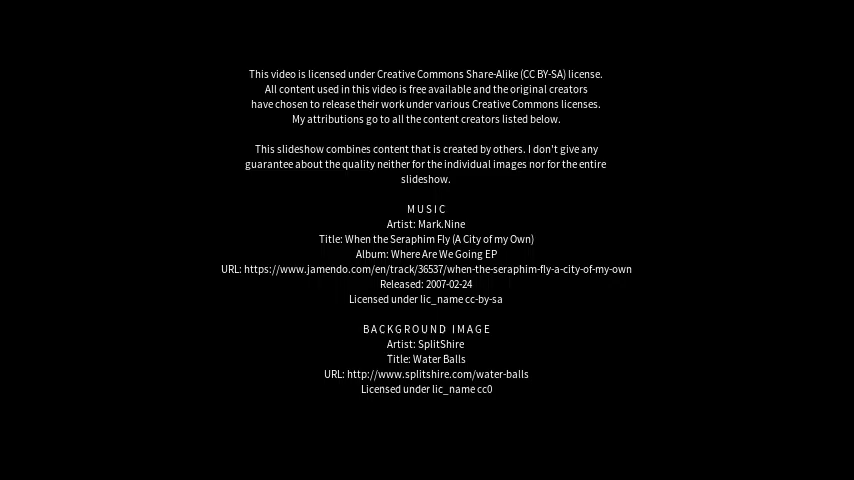 This video is licensed under Creative Commons Share-Alike (CC BY-SA) license.
All content used in this video is free available and the original creators
have chosen to release their work under various Creative Commons licenses.
My attributions go to all the content creators listed below.
This slideshow combines content that is created by others. I don't give any
guarantee about the quality neither for the individual images nor for the entire
slideshow.
MUSIC
Artist: Mark.Nine
Title: When the Seraphim Fly (A City of my Own)
Album: Where Are We Going EP
URL: https://www.jamendo.com/en/track/36537/when-the-seraphim-fly-a-city-of-my-own
Released: 2007-02-24
Licensed under lic_name cc-by-sa
BACKGROUND IMAGE
Artist: SplitShire
Title: Water Balls
URL: http://www.splitshire.com/water-balls
Licensed under lic_name cc0